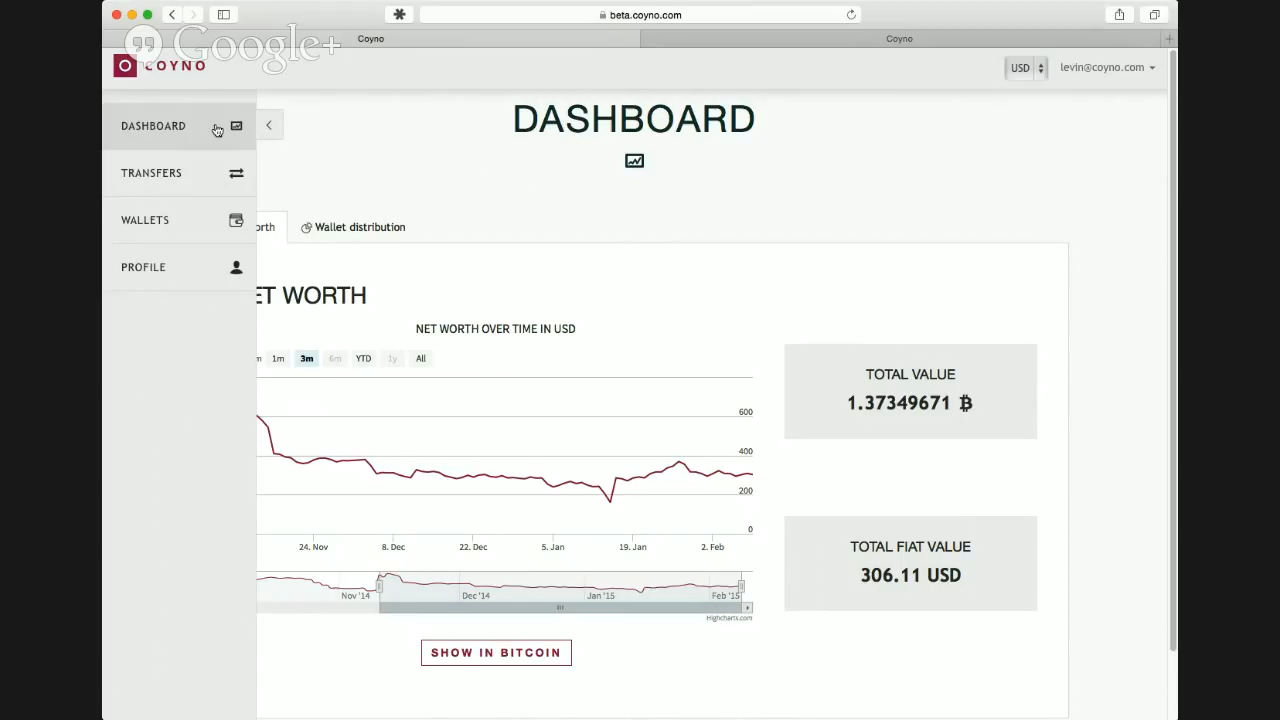 beta.coyno.com
Coyno
Coyno
Google+
COYNO
USD
levin@coyno.com
DASHBOARD
TRANSFERS
WALLETS
PROFILE
DASHBOARD
orth
Wallet distribution
ET WORTH
NET WORTH OVER TIME IN USD
m
1m
3m
6m
YTD
1y
All
600
400
200
0
24. Nov
8. Dec
22. Dec
5. Jan
19. Jan
2. Feb
Nov '14
Dec '14
Jan '15
Feb '15
Highcharts.com
SHOW IN BITCOIN
TOTAL VALUE
1.37349671 ₿
TOTAL FIAT VALUE
306.11 USD